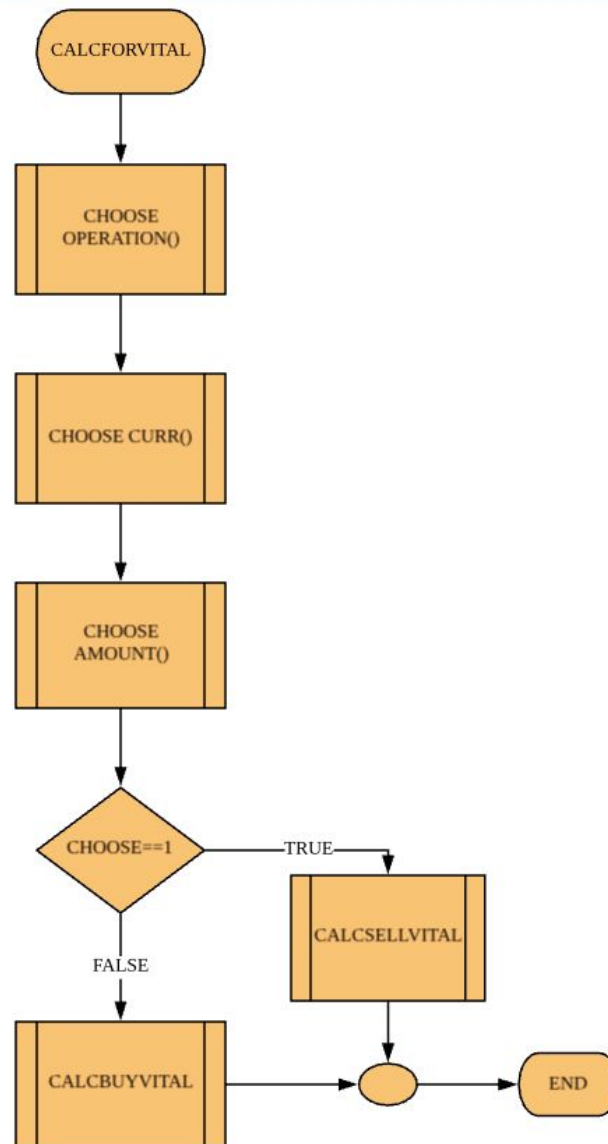 CALCFORVITAL
CHOOSE
OPERATION()
CHOOSE CURR()
CHOOSE
AMOUNT()
CHOOSE==1
TRUE
CALCSELLVITAL
FALSE
CALCBUYVITAL
END